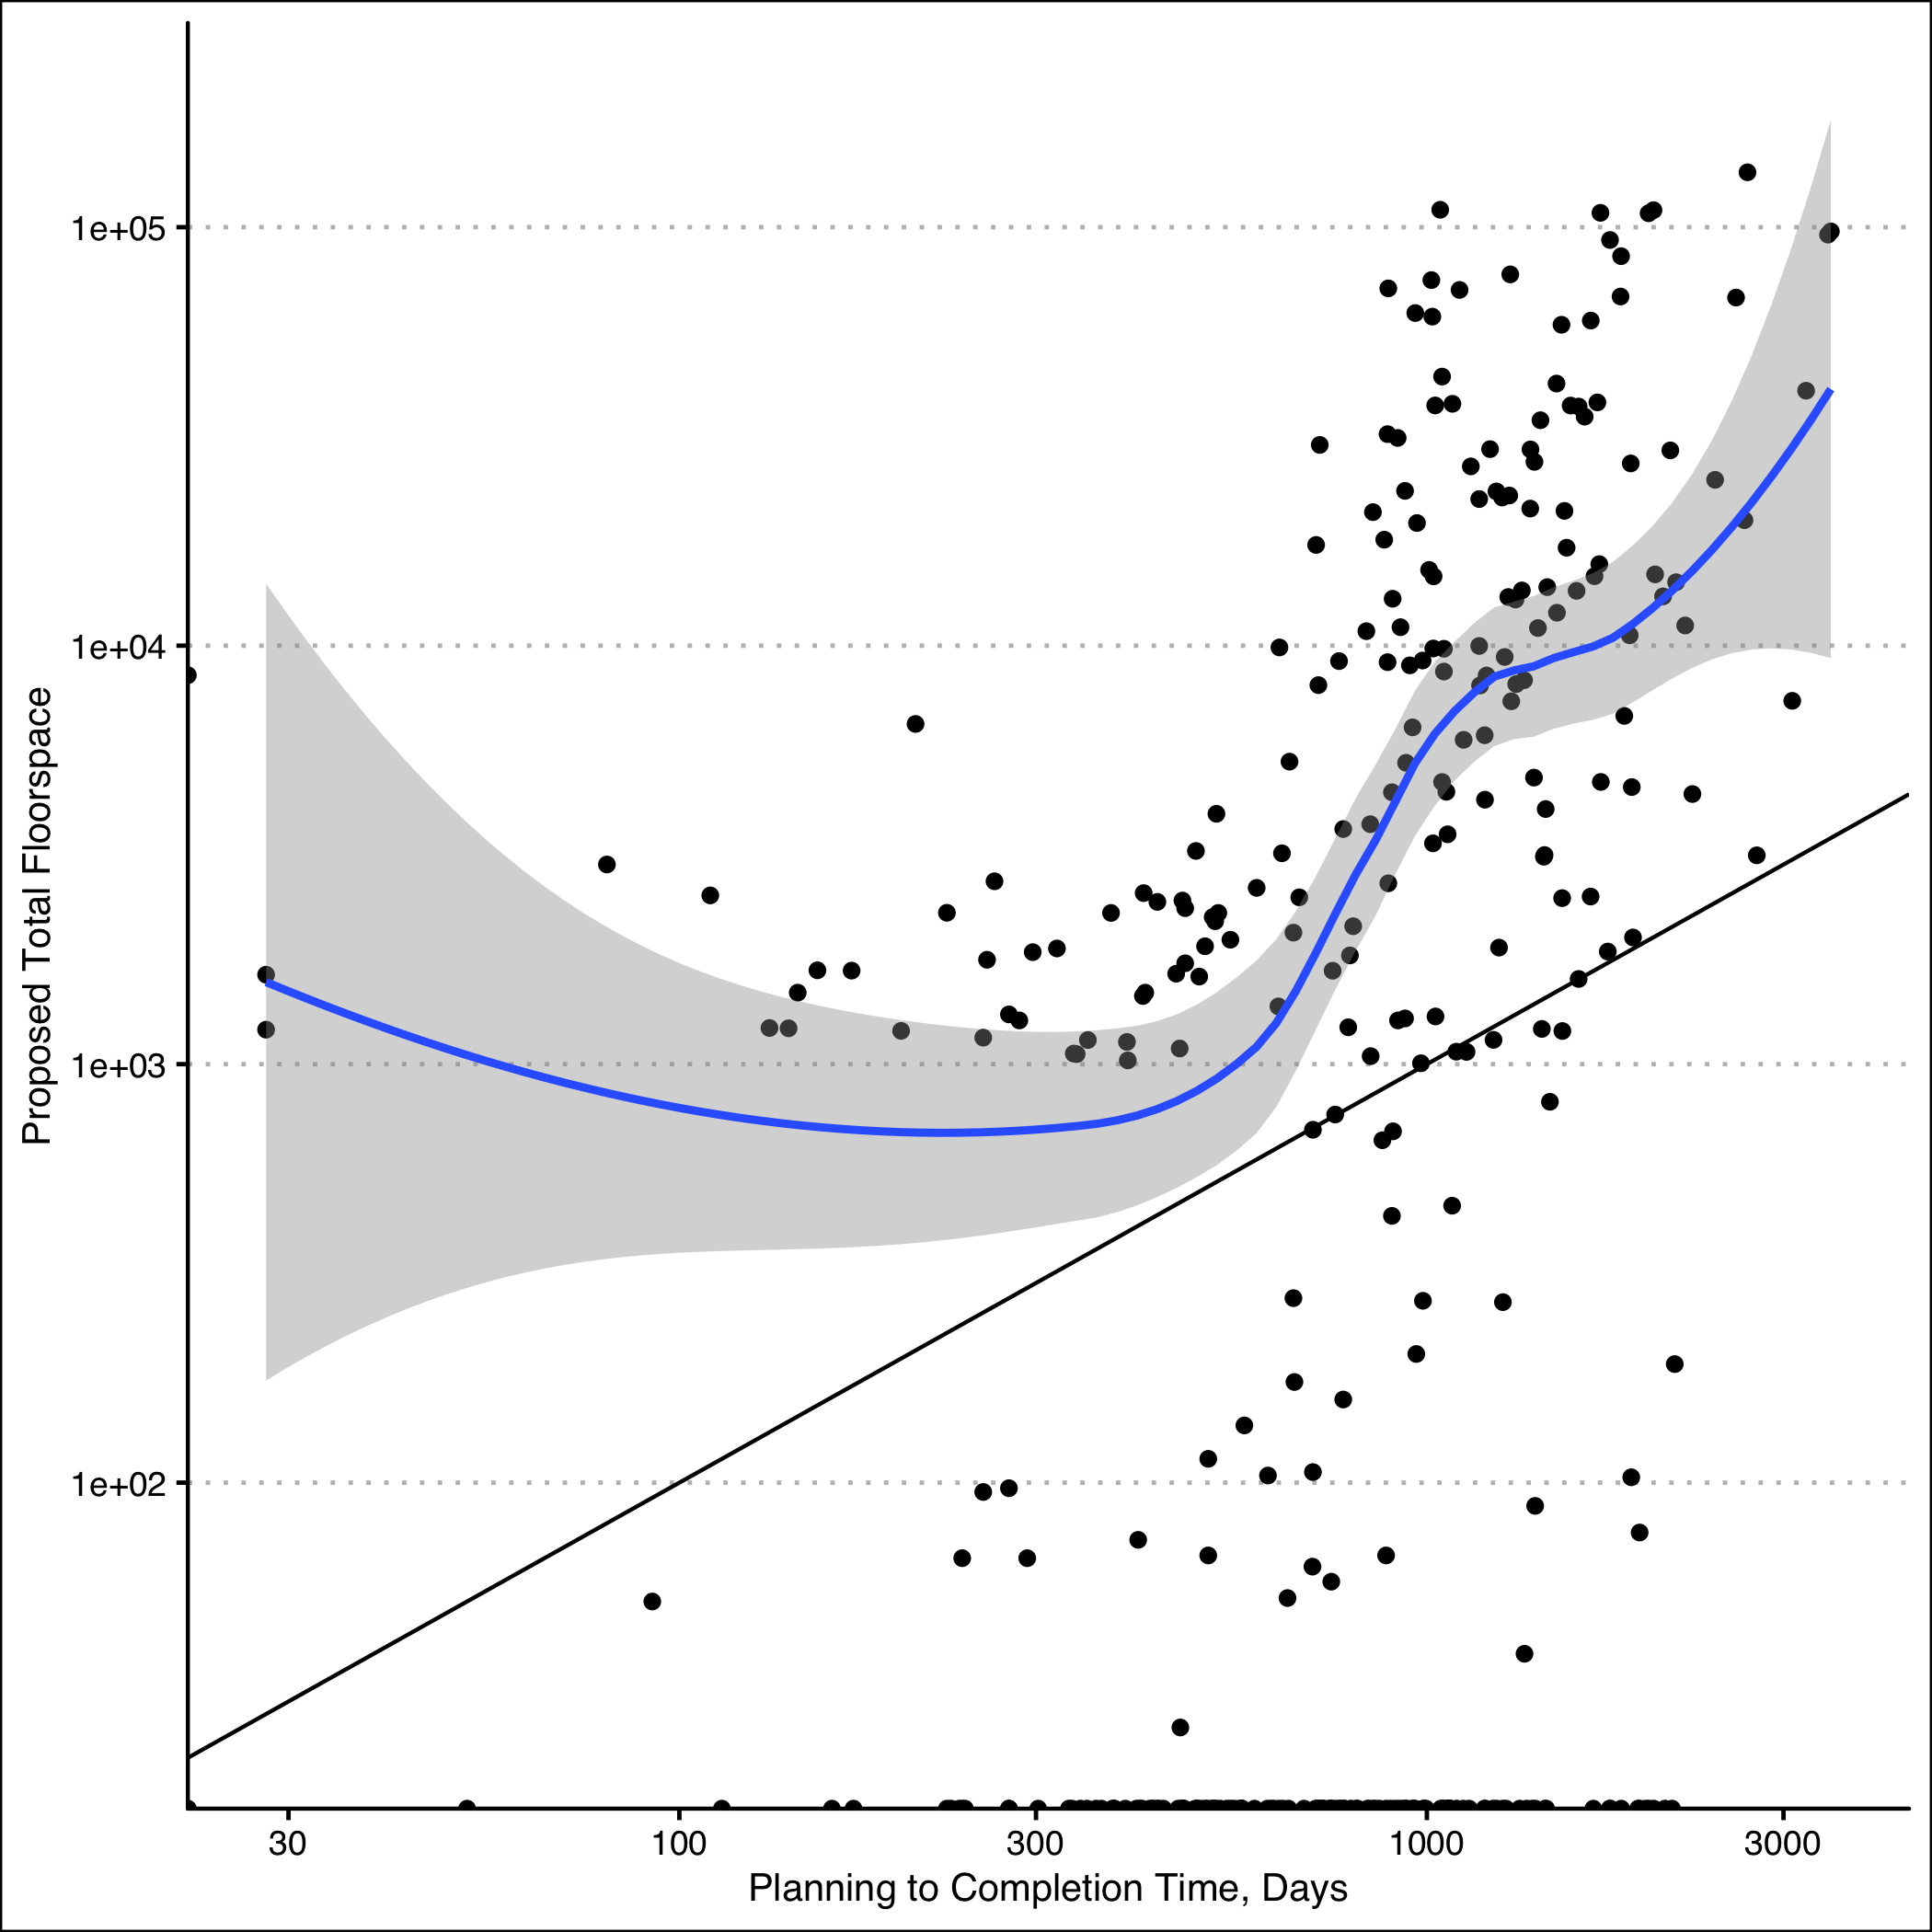 Proposed Total Floorspace
1e+05
1e+04
1e+03
1e+02
30 100 300 1000 3000
Planning to Completion Time, Days